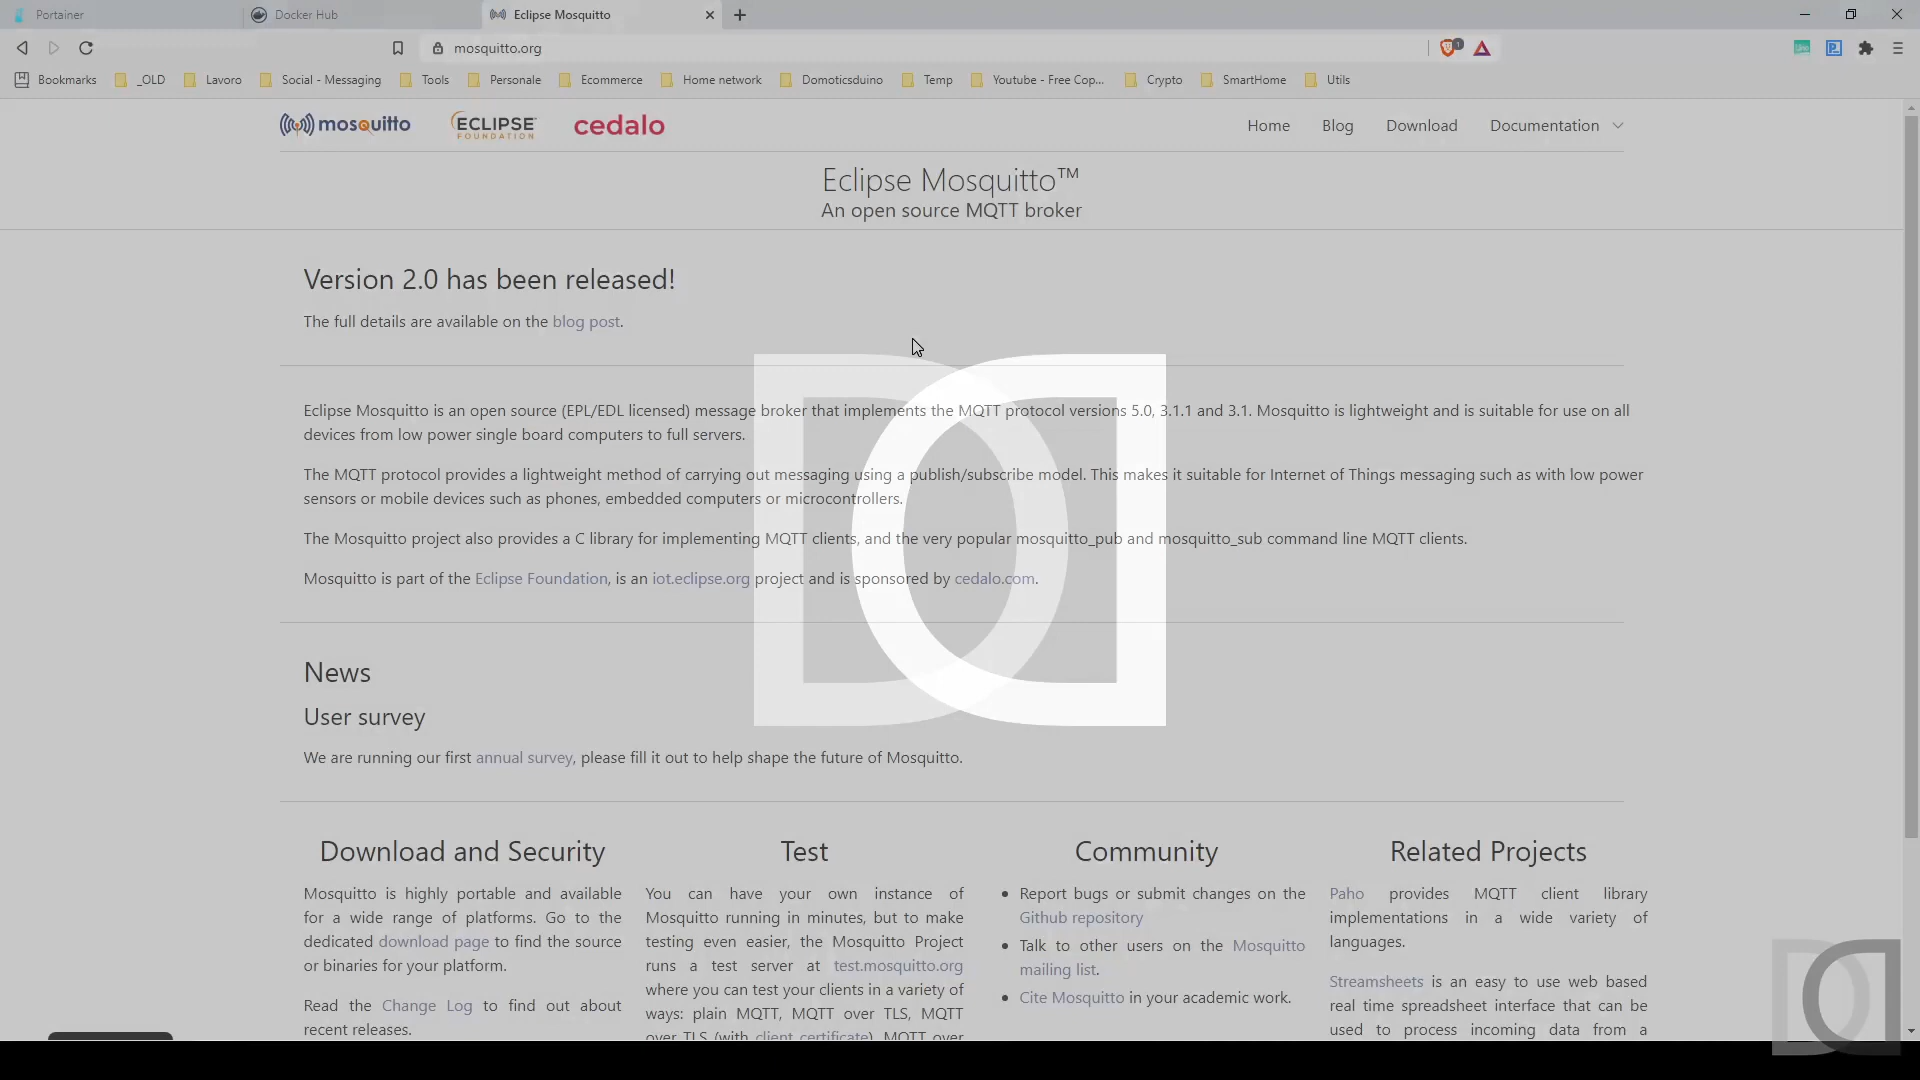 Portainer
Docker Hub
Eclipse Mosquitto
mosquitto.org
1
Bookmarks
_OLD
Lavoro
Social - Messaging
Tools
Personale
Ecommerce
Home network
Domoticsduino
Temp
Youtube - Free Cop...
Crypto
SmartHome
Utils
mosquitto
ECLIPSE
FOUNDATION
cedalo
Home
Blog
Download
Documentation
Eclipse Mosquitto™
An open source MQTT broker
Version 2.0 has been released!
The full details are available on the blog post.
Eclipse Mosquitto is an open source (EPL/EDL licensed) message broker that implements the MQTT protocol versions 5.0, 3.1.1 and 3.1. Mosquitto is lightweight and is suitable for use on all
devices from low power single board computers to full servers.
The MQTT protocol provides a lightweight method of carrying out messaging using a publish/subscribe model. This makes it suitable for Internet of Things messaging such as with low power
sensors or mobile devices such as phones, embedded computers or microcontrollers.
The Mosquitto project also provides a C library for implementing MQTT clients, and the very popular mosquitto_pub and mosquitto_sub command line MQTT clients.
Mosquitto is part of the Eclipse Foundation, is an iot.eclipse.org project and is sponsored by cedalo.com.
News
User survey
We are running our first annual survey, please fill it out to help shape the future of Mosquitto.
Download and Security
Mosquitto is highly portable and available
for a wide range of platforms. Go to the
dedicated download page to find the source
or binaries for your platform.
Read the Change Log to find out about
recent releases.
Test
You can have your own instance of
Mosquitto running in minutes, but to make
testing even easier, the Mosquitto Project
runs a test server at test.mosquitto.org
where you can test your clients in a variety of
ways: plain MQTT, MQTT over TLS, MQTT
over TLS (with client certificate), MQTT over
Community
Report bugs or submit changes on the
Github repository
Talk to other users on the Mosquitto
mailing list.
Cite Mosquitto in your academic work.
Related Projects
Paho provides MQTT client library
implementations in a wide variety of
languages.
Streamsheets is an easy to use web based
real time spreadsheet interface that can be
used to process incoming data from a